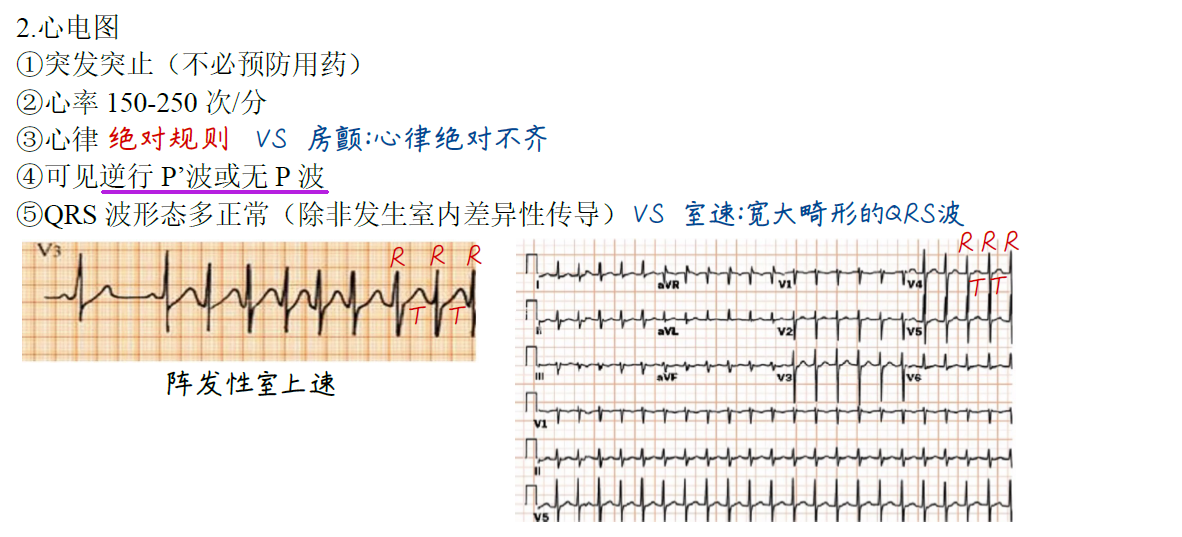 2.心电图
①突发突止（不必预防用药）
②心率 150-250 次/分
③心律 绝对规则 VS 房颤:心律绝对不齐
④可见逆行 P’波或无 P 波
⑤QRS 波形态多正常（除非发生室内差异性传导）VS 室速:宽大畸形的QRS波
V3 R R R
T T
阵发性室上速
R R R
I aVR V1 V4
T T
II aVL V2 V5
III aVF V3 V6
V1
II
V5